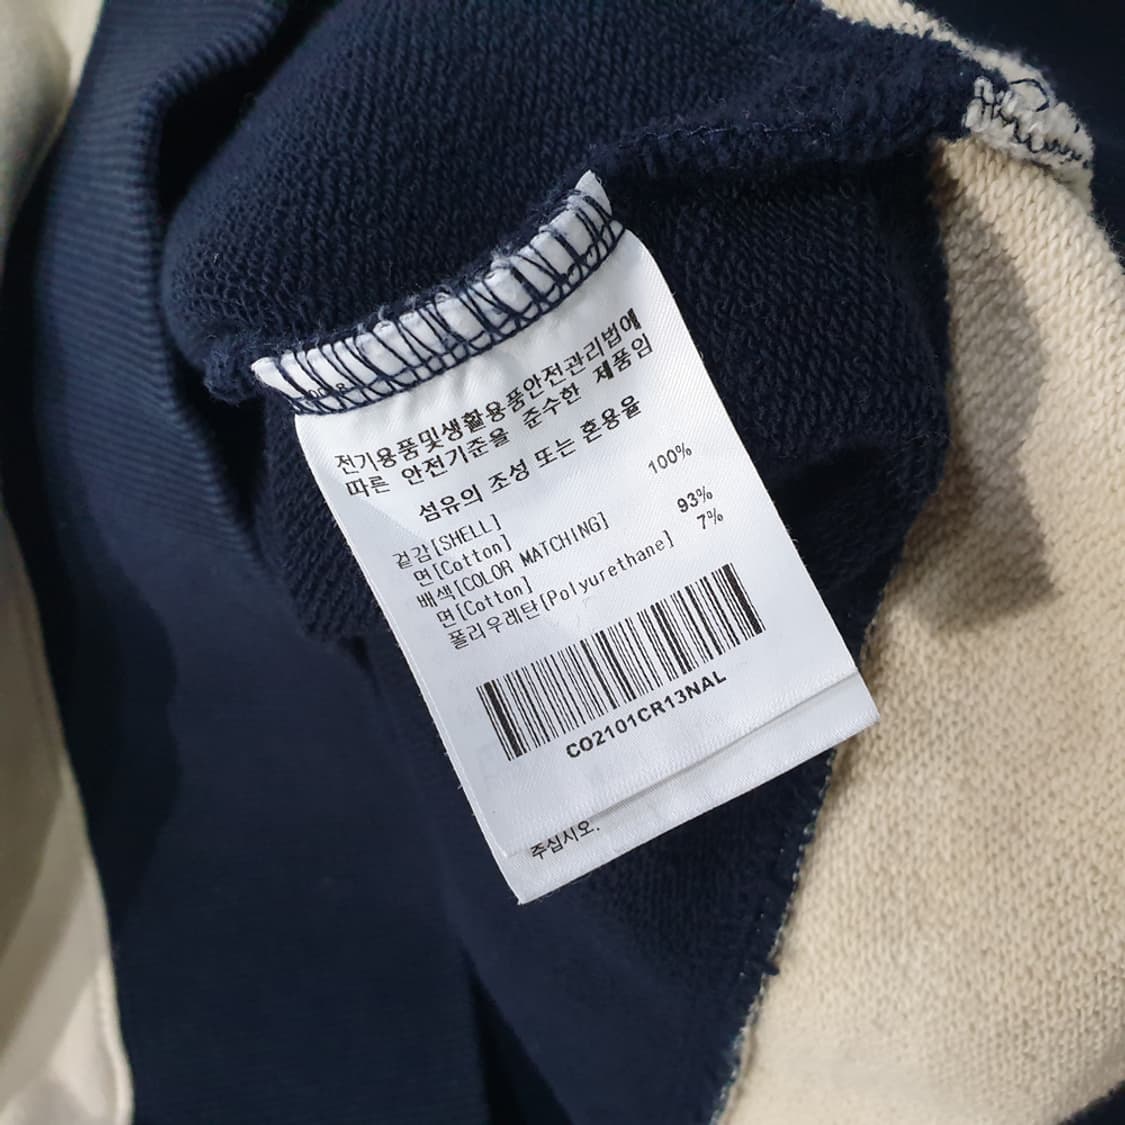 전기용품및생활용품안전관리법에
따른 안전기준을 준수한 제품임
섬유의 조성 또는 혼용율
겉감[SHELL]
면[Cotton] 100%
배색[COLOR MATCHING]
면[Cotton] 93%
폴리우레탄[Polyurethane] 7%
CO2101CR13NAL
주십시오.